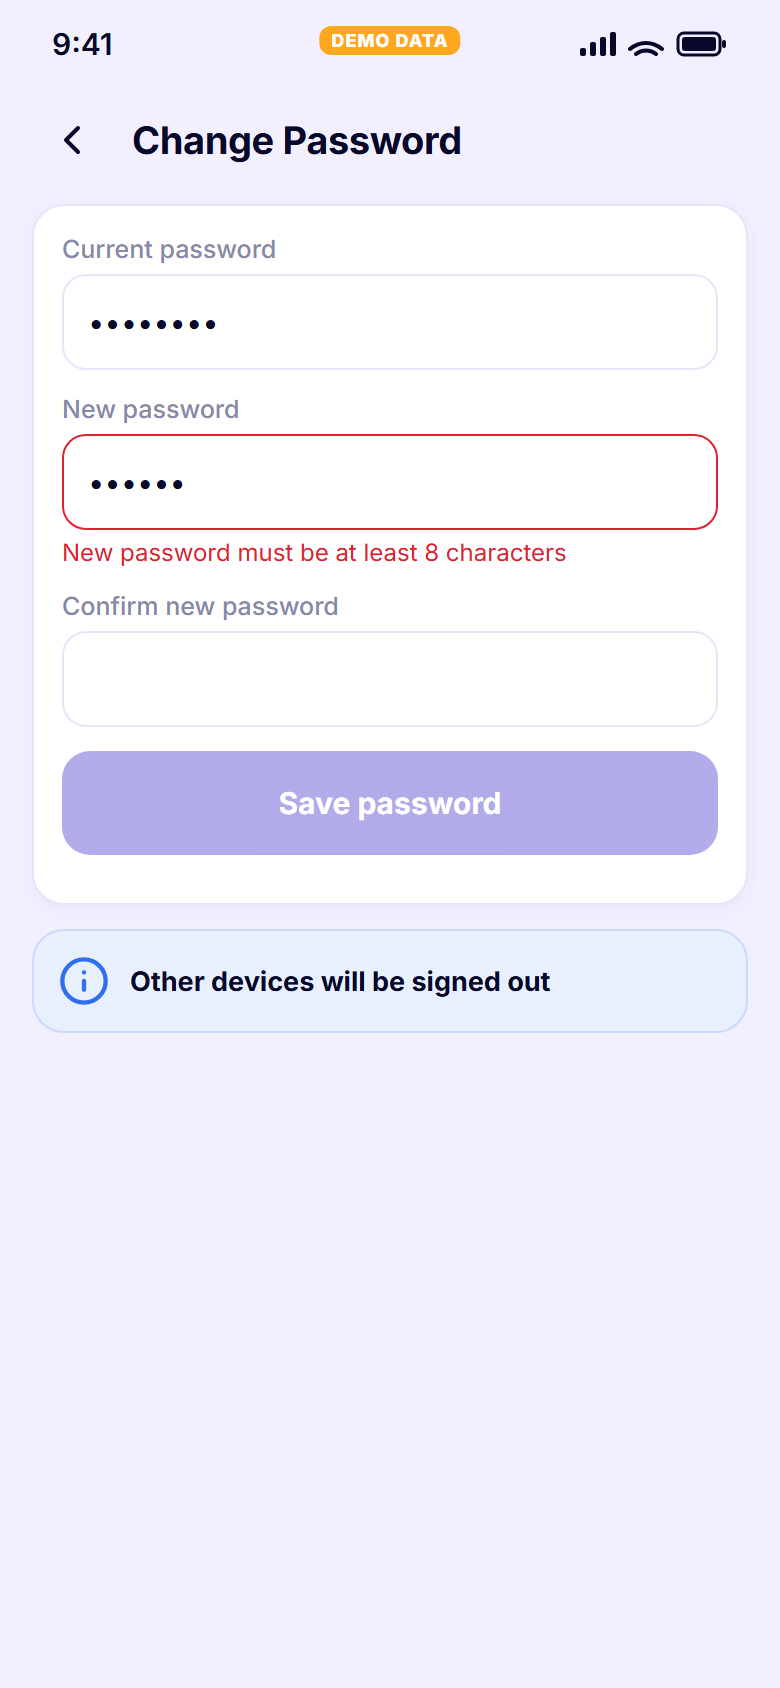 9:41
DEMO DATA
Change Password
Current password
••••••••
New password
••••••
New password must be at least 8 characters
Confirm new password
Save password
Other devices will be signed out